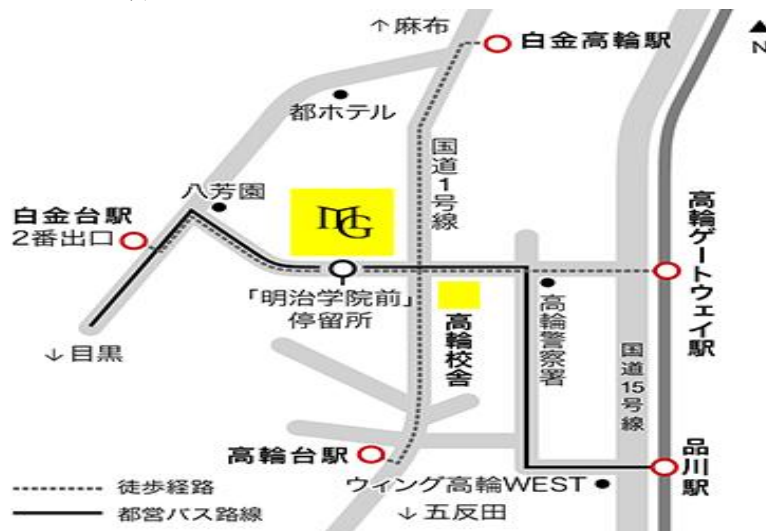 ↑麻布
白金高輪駅
▲
N
都ホテル
国道1号線
八芳園
白金台駅
2番出口
MG
高輪ゲートウェイ駅
「明治学院前」
停留所
高輪校舎
高輪警察署
国道15号線
↓目黒
高輪台駅
品川駅
ウィング高輪WEST
徒歩経路
都営バス路線
↓五反田